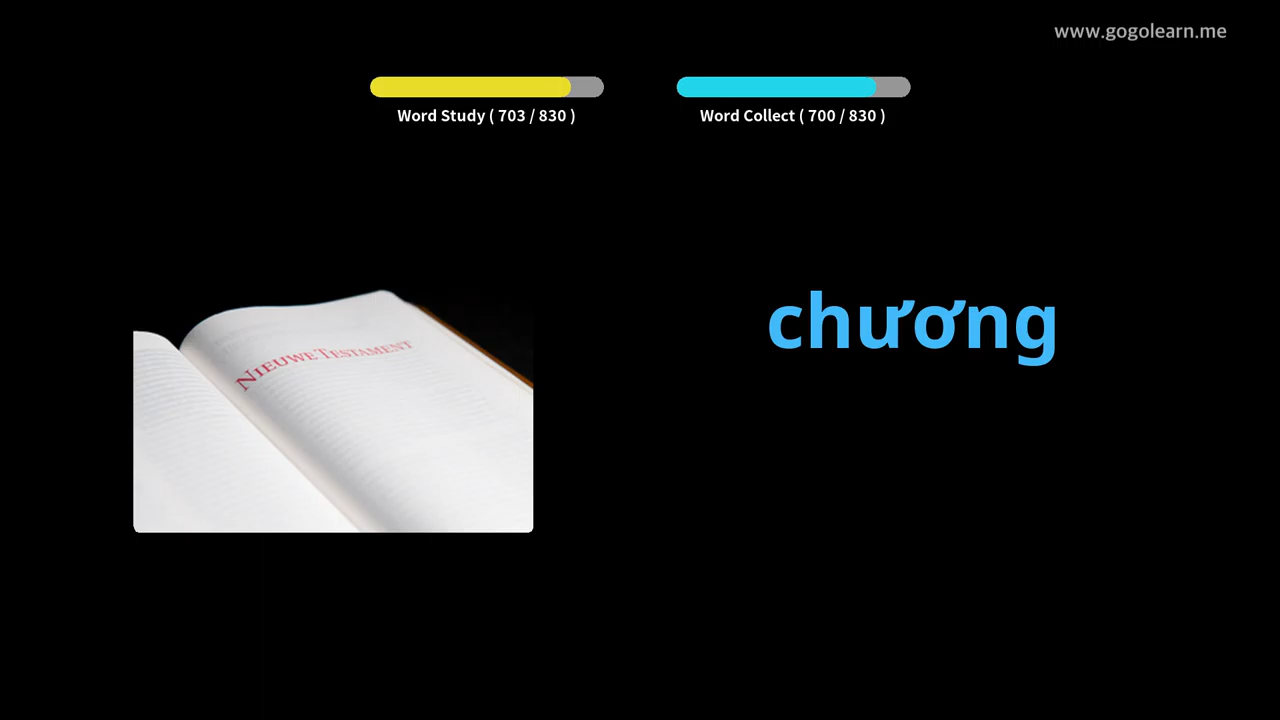 www.gogolearn.me
Word Study ( 703 / 830 )
Word Collect ( 700 / 830 )
NIEUWE TESTAMENT
chương